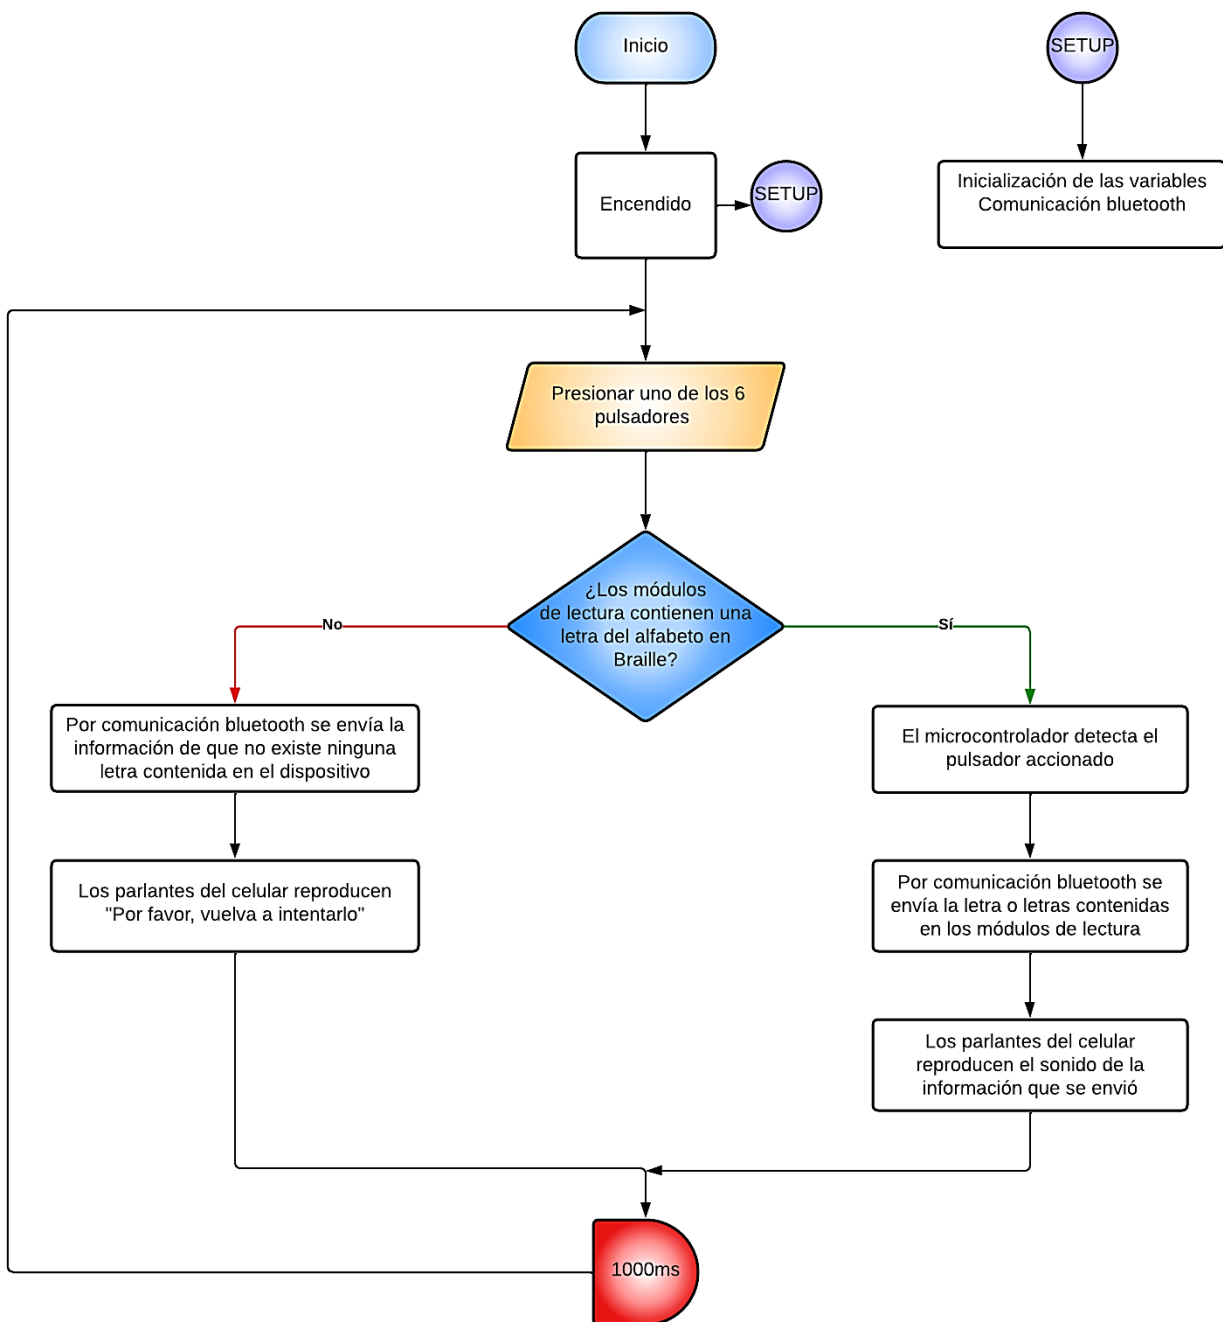 Inicio
SETUP
Encendido
SETUP
Inicialización de las variables
Comunicación bluetooth
Presionar uno de los 6
pulsadores
¿Los módulos
de lectura contienen una
letra del alfabeto en
Braille?
No
Sí
Por comunicación bluetooth se envía la
información de que no existe ninguna
letra contenida en el dispositivo
El microcontrolador detecta el
pulsador accionado
Los parlantes del celular reproducen
"Por favor, vuelva a intentarlo"
Por comunicación bluetooth se
envía la letra o letras contenidas
en los módulos de lectura
Los parlantes del celular
reproducen el sonido de la
información que se envió
1000ms